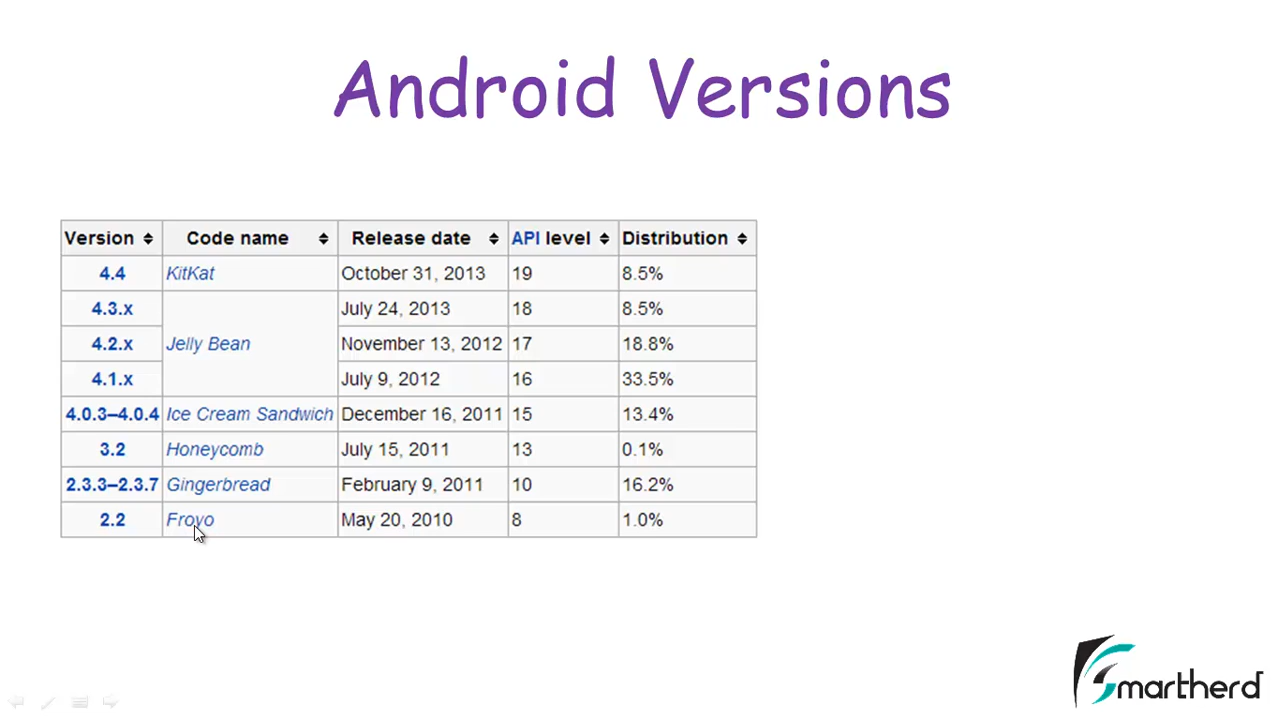 Android Versions
Version Code name Release date API level Distribution
4.4 KitKat October 31, 2013 19 8.5%
4.3.x July 24, 2013 18 8.5%
4.2.x Jelly Bean November 13, 2012 17 18.8%
4.1.x July 9, 2012 16 33.5%
4.0.3–4.0.4 Ice Cream Sandwich December 16, 2011 15 13.4%
3.2 Honeycomb July 15, 2011 13 0.1%
2.3.3–2.3.7 Gingerbread February 9, 2011 10 16.2%
2.2 Froyo May 20, 2010 8 1.0%
Smartherd